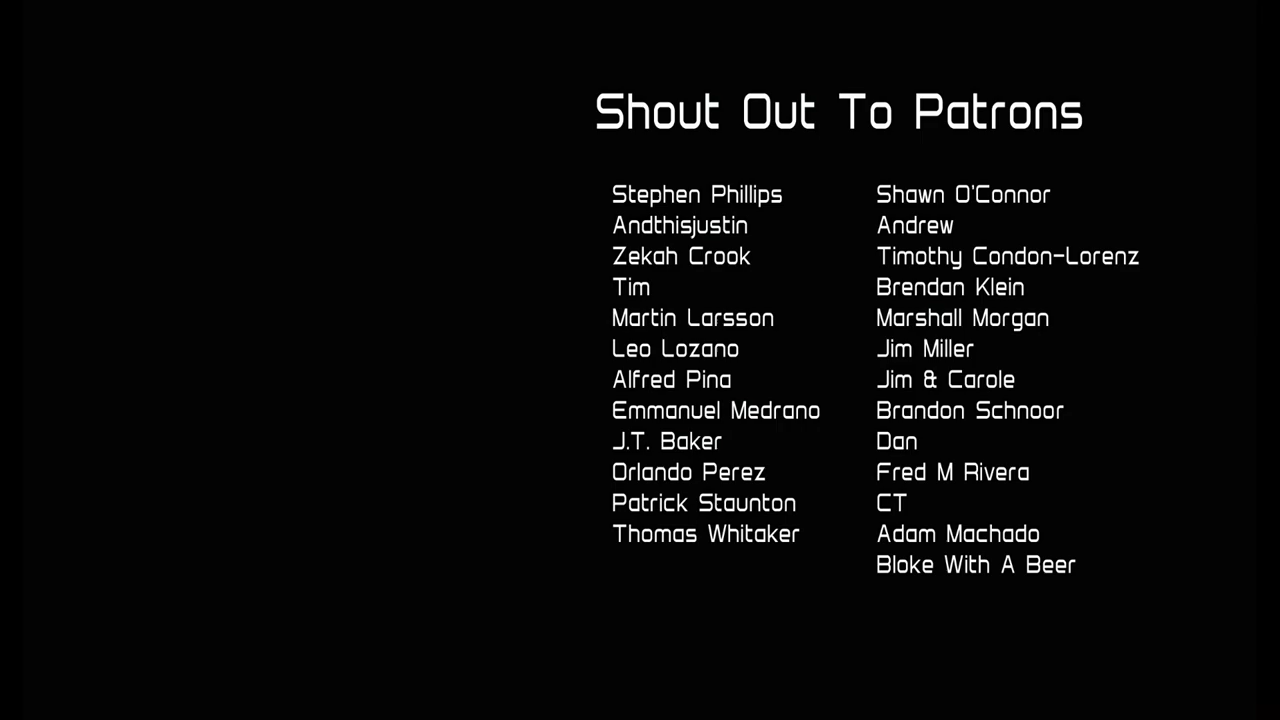 Shout Out To Patrons
Stephen Phillips
Andthisjustin
Zekah Crook
Tim
Martin Larsson
Leo Lozano
Alfred Pina
Emmanuel Medrano
J.T. Baker
Orlando Perez
Patrick Staunton
Thomas Whitaker
Shawn O'Connor
Andrew
Timothy Condon-Lorenz
Brendan Klein
Marshall Morgan
Jim Miller
Jim & Carole
Brandon Schnoor
Dan
Fred M Rivera
CT
Adam Machado
Bloke With A Beer